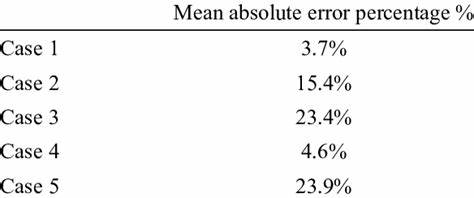 Mean absolute error percentage %
Case 1 3.7%
Case 2 15.4%
Case 3 23.4%
Case 4 4.6%
Case 5 23.9%